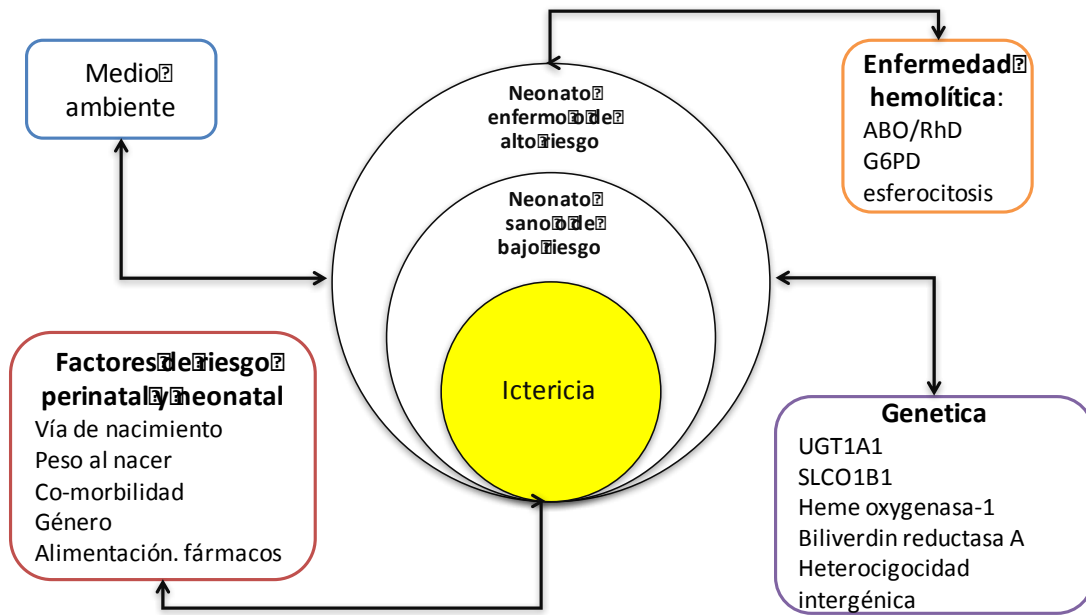 Medio
ambiente
Neonato
enfermo o de
alto riesgo
Neonato
sano o de
bajo riesgo
Ictericia
Enfermedad
hemolítica:
ABO/RhD
G6PD
esferocitosis
Factores de riesgo
perinatal y neonatal
Vía de nacimiento
Peso al nacer
Co-morbilidad
Género
Alimentación. fármacos
Genetica
UGT1A1
SLCO1B1
Heme oxygenasa-1
Biliverdin reductasa A
Heterocigocidad
intergénica